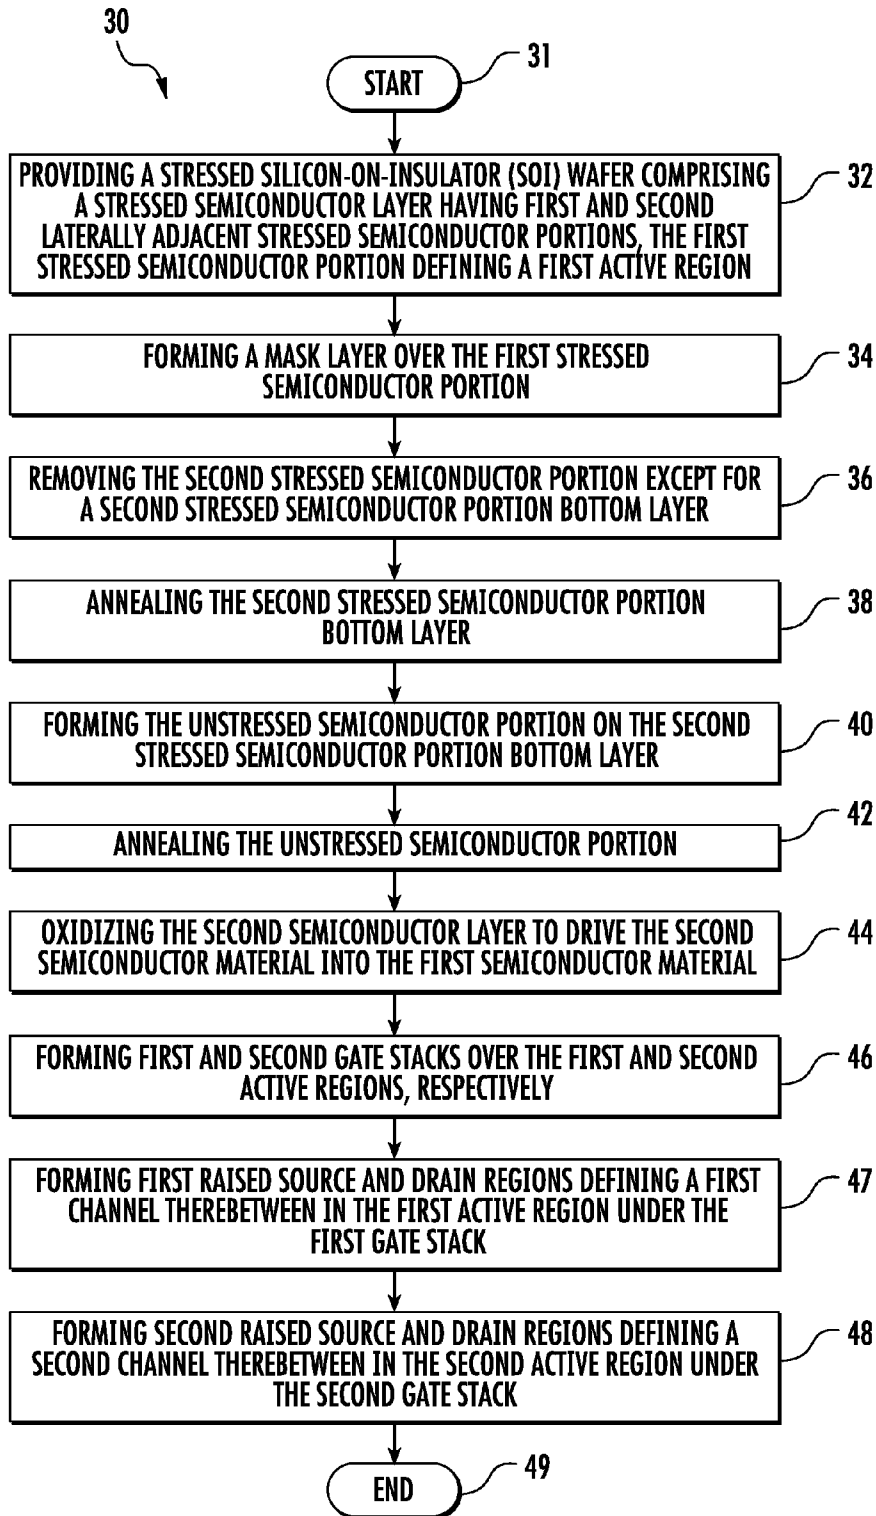 30
START
31
PROVIDING A STRESSED SILICON-ON-INSULATOR (SOI) WAFER COMPRISING
A STRESSED SEMICONDUCTOR LAYER HAVING FIRST AND SECOND
LATERALLY ADJACENT STRESSED SEMICONDUCTOR PORTIONS, THE FIRST
STRESSED SEMICONDUCTOR PORTION DEFINING A FIRST ACTIVE REGION
32
FORMING A MASK LAYER OVER THE FIRST STRESSED
SEMICONDUCTOR PORTION
34
REMOVING THE SECOND STRESSED SEMICONDUCTOR PORTION EXCEPT FOR
A SECOND STRESSED SEMICONDUCTOR PORTION BOTTOM LAYER
36
ANNEALING THE SECOND STRESSED SEMICONDUCTOR PORTION
BOTTOM LAYER
38
FORMING THE UNSTRESSED SEMICONDUCTOR PORTION ON THE SECOND
STRESSED SEMICONDUCTOR PORTION BOTTOM LAYER
40
ANNEALING THE UNSTRESSED SEMICONDUCTOR PORTION
42
OXIDIZING THE SECOND SEMICONDUCTOR LAYER TO DRIVE THE SECOND
SEMICONDUCTOR MATERIAL INTO THE FIRST SEMICONDUCTOR MATERIAL
44
FORMING FIRST AND SECOND GATE STACKS OVER THE FIRST AND SECOND
ACTIVE REGIONS, RESPECTIVELY
46
FORMING FIRST RAISED SOURCE AND DRAIN REGIONS DEFINING A FIRST
CHANNEL THEREBETWEEN IN THE FIRST ACTIVE REGION UNDER THE
FIRST GATE STACK
47
FORMING SECOND RAISED SOURCE AND DRAIN REGIONS DEFINING A
SECOND CHANNEL THEREBETWEEN IN THE SECOND ACTIVE REGION UNDER
THE SECOND GATE STACK
48
END
49